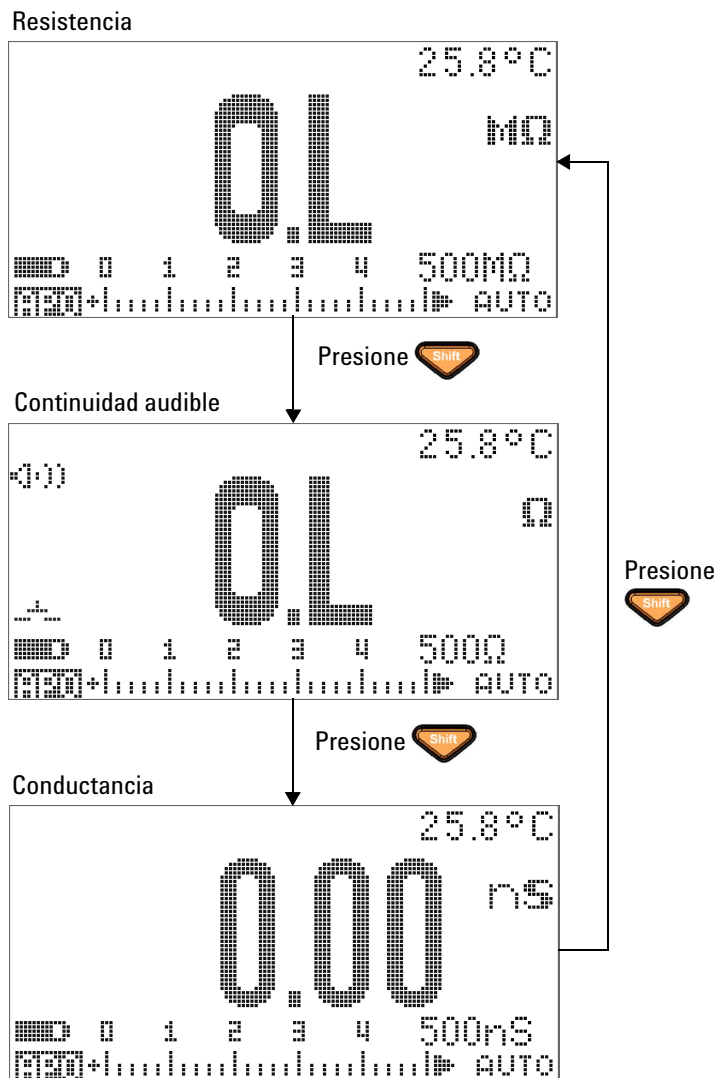 Resistencia
25.8°C
O.L
MΩ
0 1 2 3 4 500MΩ
AUTO
Presione Shift
Continuidad audible
25.8°C
O.L
Ω
0 1 2 3 4 500Ω
AUTO
Presione
Shift
Presione Shift
Conductancia
25.8°C
0.00
nS
0 1 2 3 4 500nS
AUTO